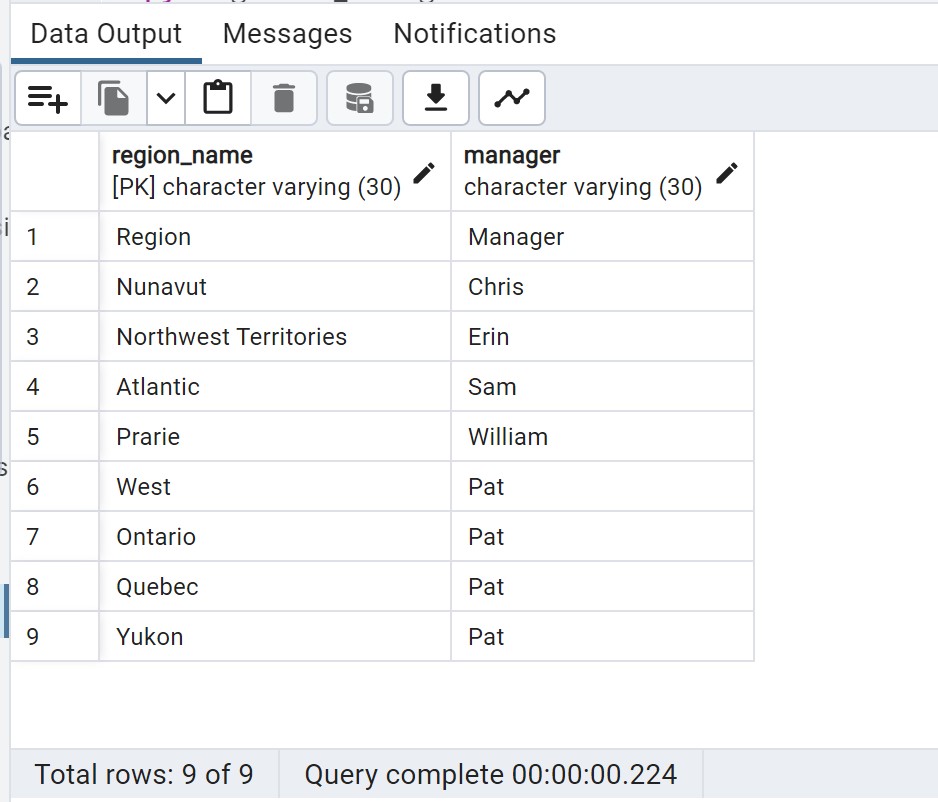 Data Output Messages Notifications
region_name manager
[PK] character varying (30) character varying (30)
1 Region Manager
2 Nunavut Chris
3 Northwest Territories Erin
4 Atlantic Sam
5 Prarie William
6 West Pat
7 Ontario Pat
8 Quebec Pat
9 Yukon Pat
Total rows: 9 of 9 Query complete 00:00:00.224